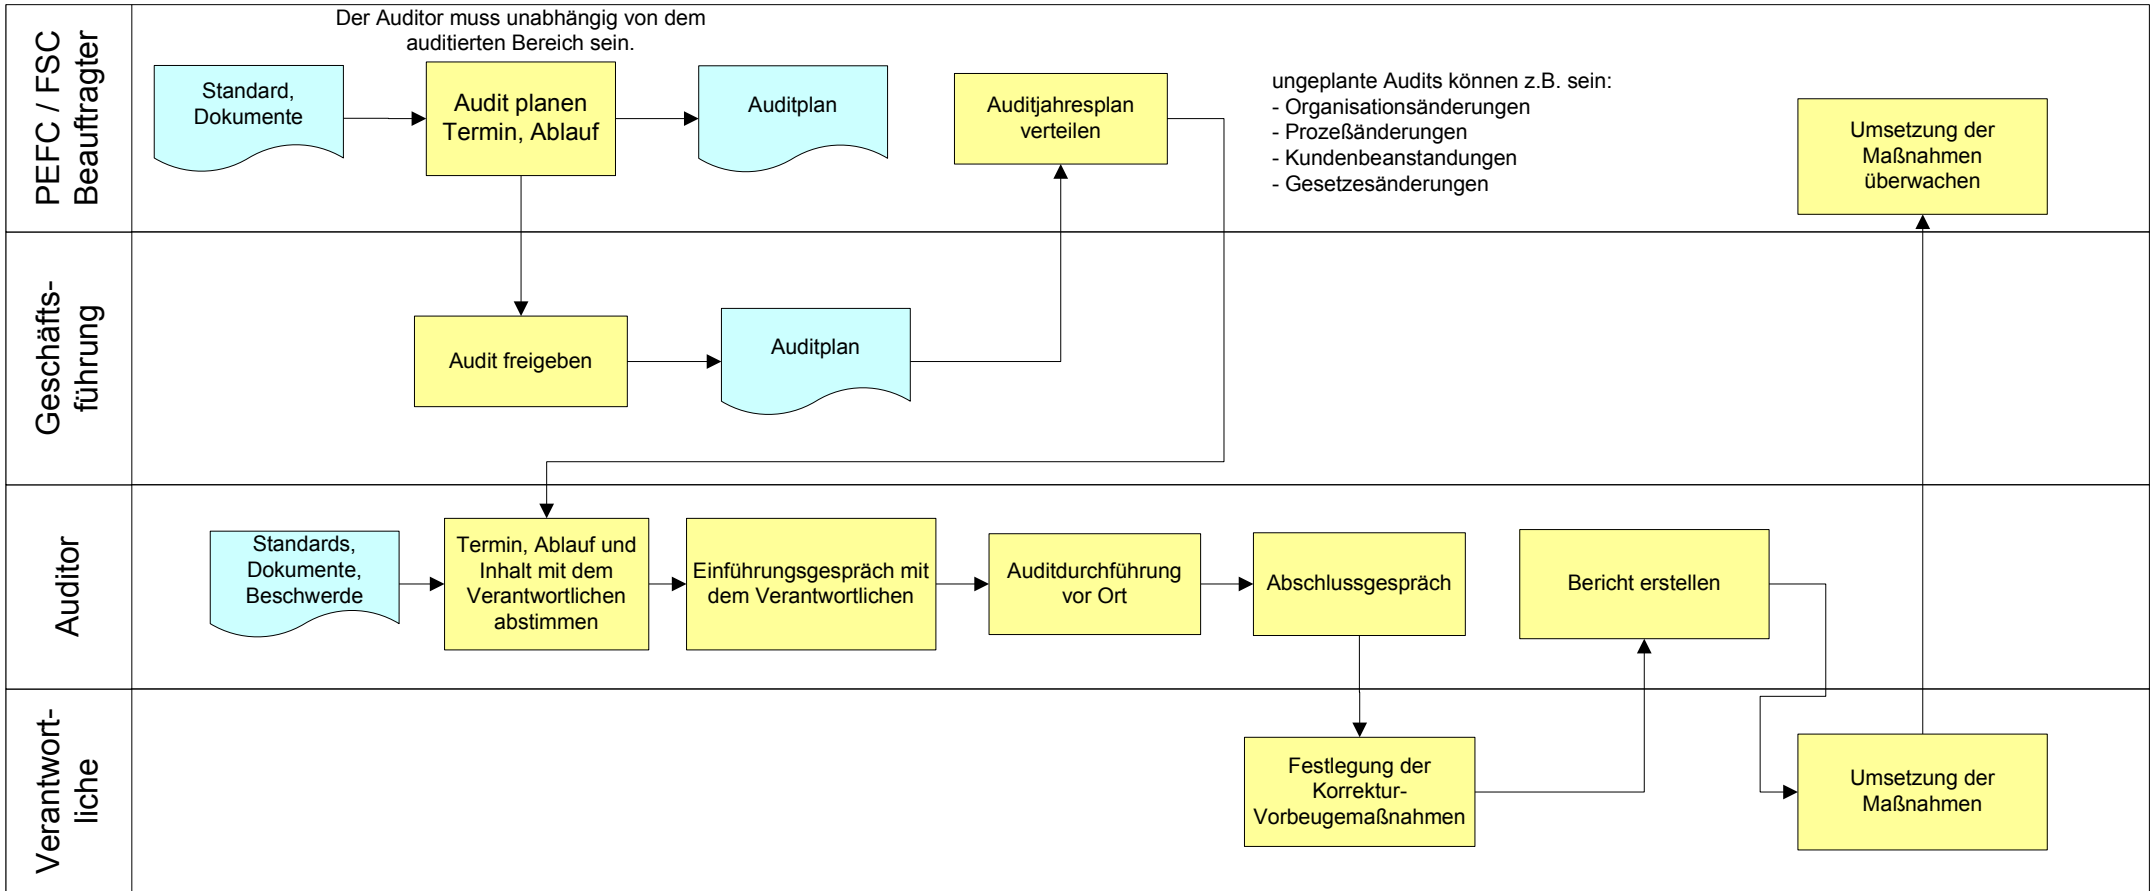 PEFC / FSC
Beauftragter
Der Auditor muss unabhängig von dem
auditierten Bereich sein.
Standard,
Dokumente
Audit planen
Termin, Ablauf
Auditplan
Auditjahresplan
verteilen
ungeplante Audits können z.B. sein:
- Organisationsänderungen
- Prozeßänderungen
- Kundenbeanstandungen
- Gesetzesänderungen
Umsetzung der
Maßnahmen
überwachen
Geschäfts-
führung
Audit freigeben
Auditplan
Auditor
Standards,
Dokumente,
Beschwerde
Termin, Ablauf und
Inhalt mit dem
Verantwortlichen
abstimmen
Einführungsgespräch mit
dem Verantwortlichen
Auditdurchführung
vor Ort
Abschlussgespräch
Bericht erstellen
Verantwort-
liche
Festlegung der
Korrektur-
Vorbeugemaßnahmen
Umsetzung der
Maßnahmen